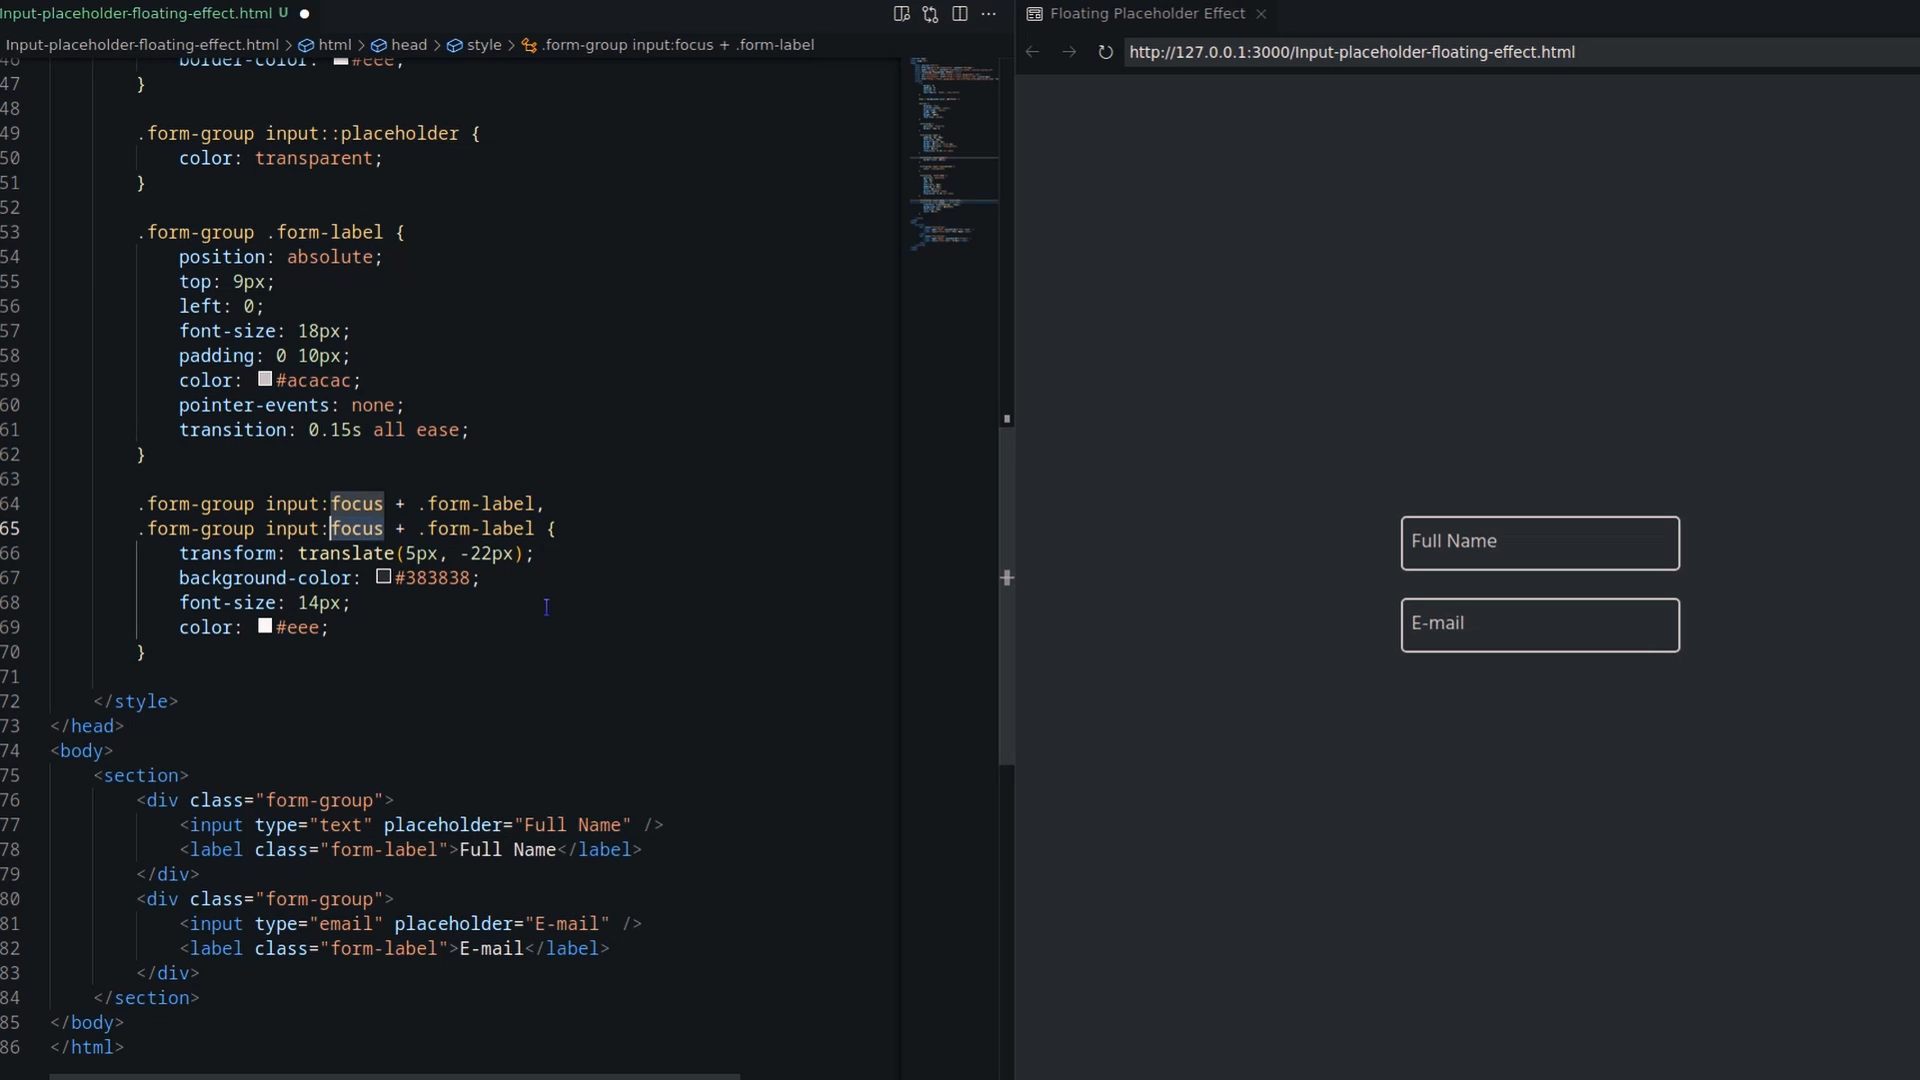 Input-placeholder-floating-effect.html U
Input-placeholder-floating-effect.html > html > head > style > .form-group input:focus + .form-label
46 border-color: #eee;
47 }
48
49 .form-group input::placeholder {
50 color: transparent;
51 }
52
53 .form-group .form-label {
54 position: absolute;
55 top: 9px;
56 left: 0;
57 font-size: 18px;
58 padding: 0 10px;
59 color: #acacac;
60 pointer-events: none;
61 transition: 0.15s all ease;
62 }
63
64 .form-group input:focus + .form-label,
65 .form-group input:focus + .form-label {
66 transform: translate(5px, -22px);
67 background-color: #383838;
68 font-size: 14px;
69 color: #eee;
70 }
71
72 </style>
73 </head>
74 <body>
75 <section>
76 <div class="form-group">
77 <input type="text" placeholder="Full Name" />
78 <label class="form-label">Full Name</label>
79 </div>
80 <div class="form-group">
81 <input type="email" placeholder="E-mail" />
82 <label class="form-label">E-mail</label>
83 </div>
84 </section>
85 </body>
86 </html>
Floating Placeholder Effect
http://127.0.0.1:3000/Input-placeholder-floating-effect.html
Full Name
E-mail